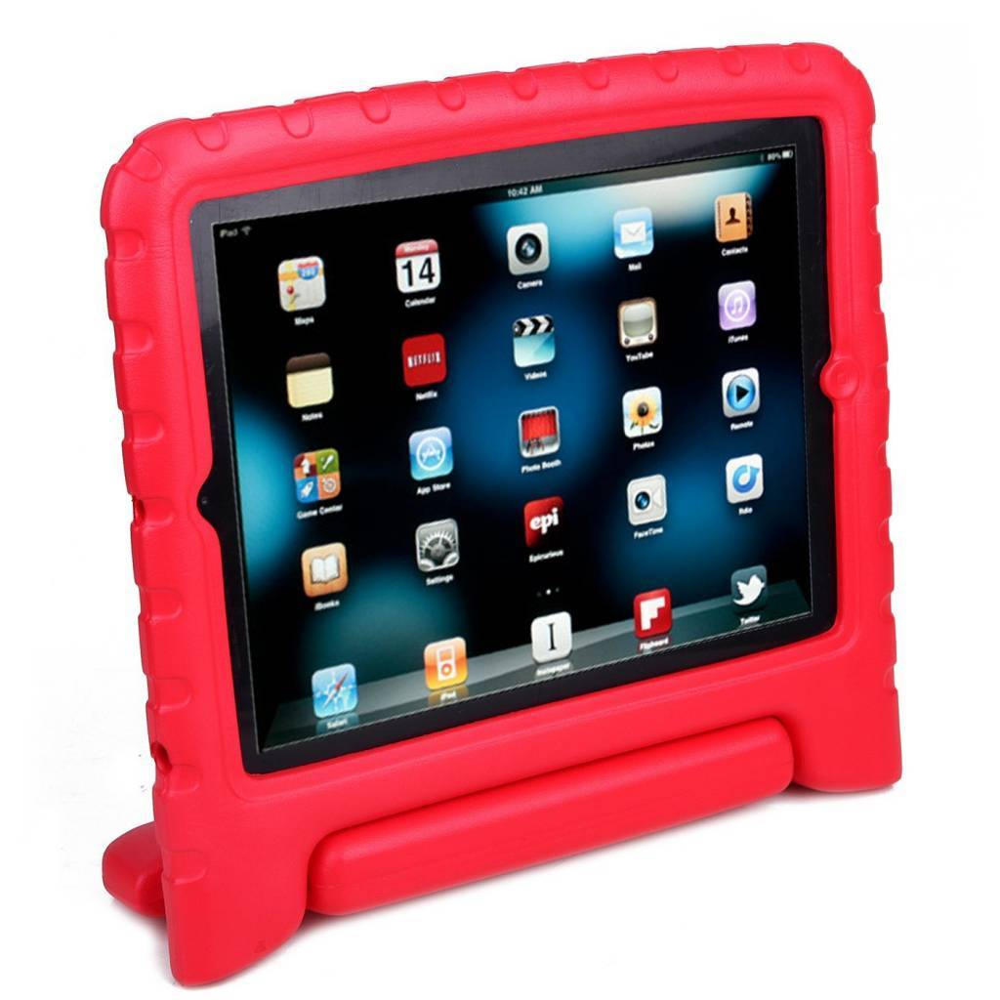 iPad
10:42 AM
80%
280
Maps
Monday
14
Calendar
Camera
Mail
Contacts
Notes
NETFLIX
Netflix
Videos
YouTube
iTunes
Game Center
App Store
Photo Booth
Photos
Remote
iBooks
Settings
epi
Epicurious
FaceTime
Rdio
Safari
iPod
I
Instapaper
Flipboard
Twitter